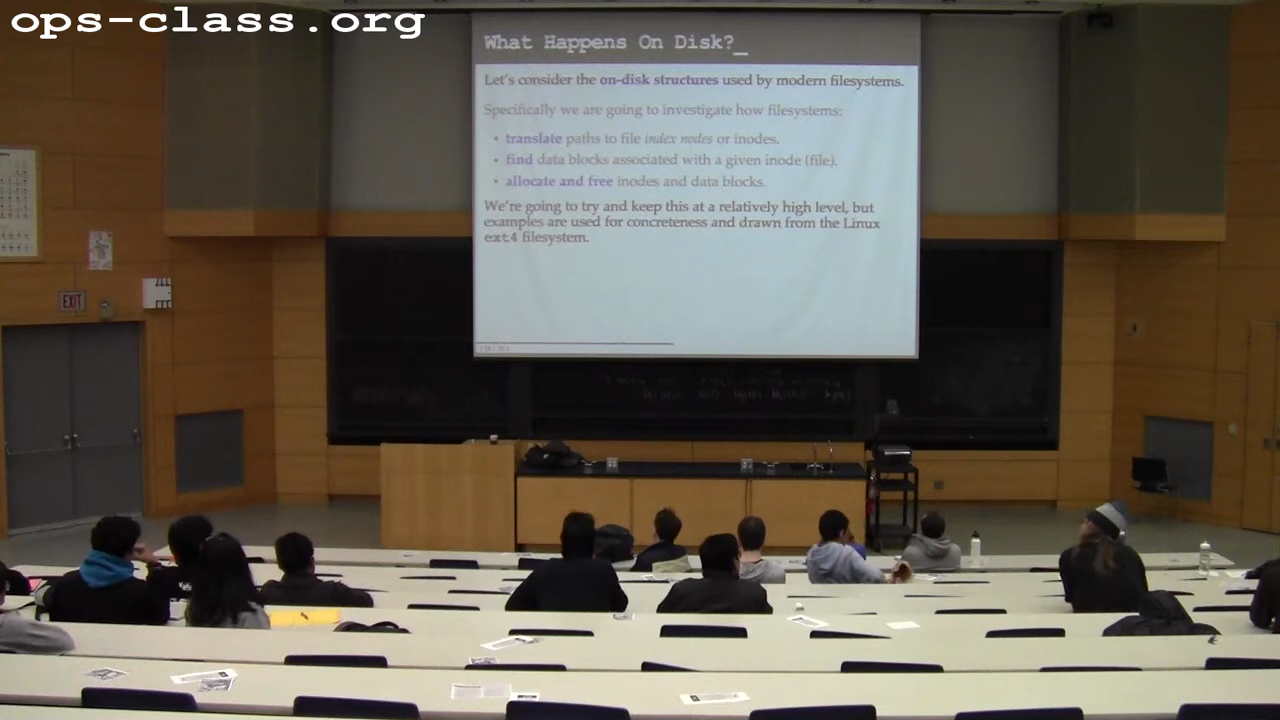 ops-class.org
What Happens On Disk?_
Let's consider the on-disk structures used by modern filesystems.
Specifically we are going to investigate how filesystems:
• translate paths to file index nodes or inodes.
• find data blocks associated with a given inode (file).
• allocate and free inodes and data blocks.
We're going to try and keep this at a relatively high level, but
examples are used for concreteness and drawn from the Linux
ext4 filesystem.
EXIT